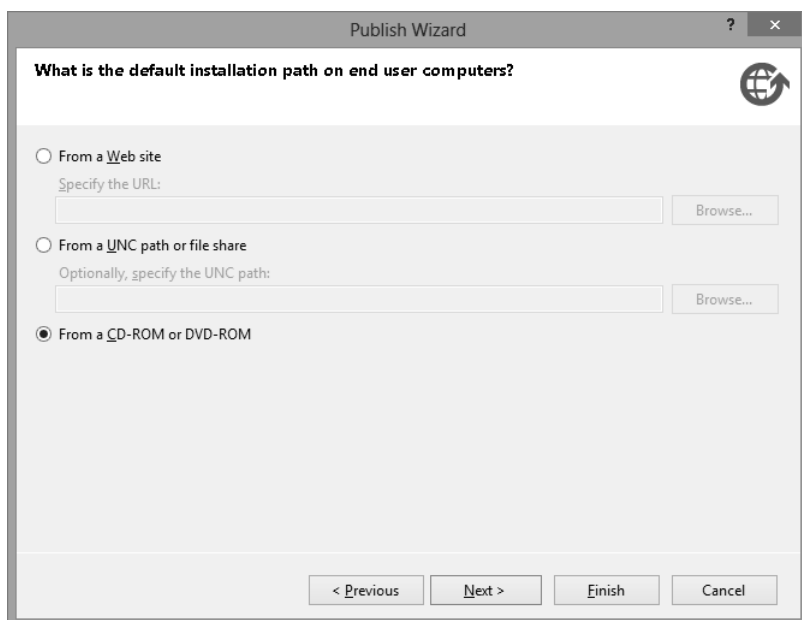 Publish Wizard
? ×
What is the default installation path on end user computers?
From a Web site
Specify the URL:
Browse...
From a UNC path or file share
Optionally, specify the UNC path:
Browse...
From a CD-ROM or DVD-ROM
< Previous Next > Finish Cancel